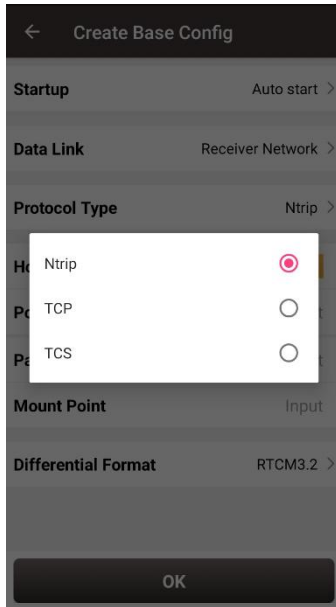 Create Base Config
Startup Auto start
Data Link Receiver Network
Protocol Type Ntrip
Ntrip
TCP
TCS
Mount Point Input
Differential Format RTCM3.2
OK